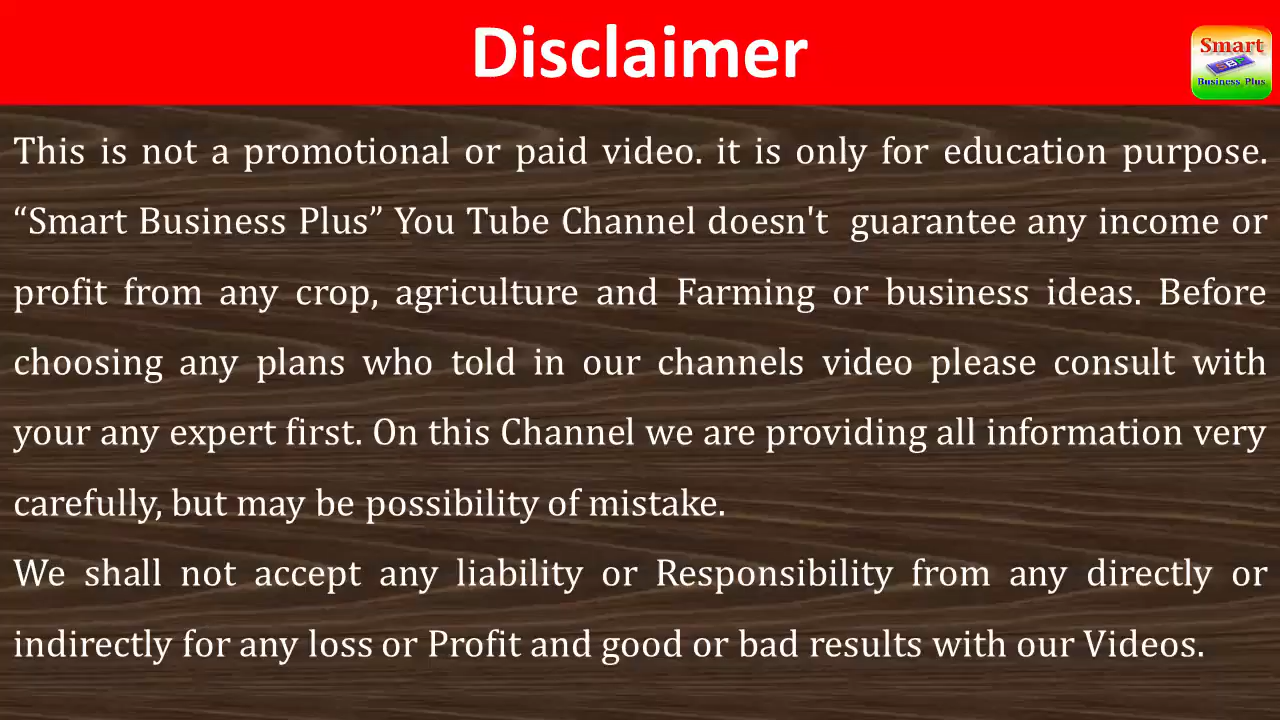 Disclaimer
Smart
SBP
Business Plus
This is not a promotional or paid video. it is only for education purpose.
“Smart Business Plus” You Tube Channel doesn't  guarantee any income or
profit from any crop, agriculture and Farming or business ideas. Before
choosing any plans who told in our channels video please consult with
your any expert first. On this Channel we are providing all information very
carefully, but may be possibility of mistake.
We shall not accept any liability or Responsibility from any directly or
indirectly for any loss or Profit and good or bad results with our Videos.